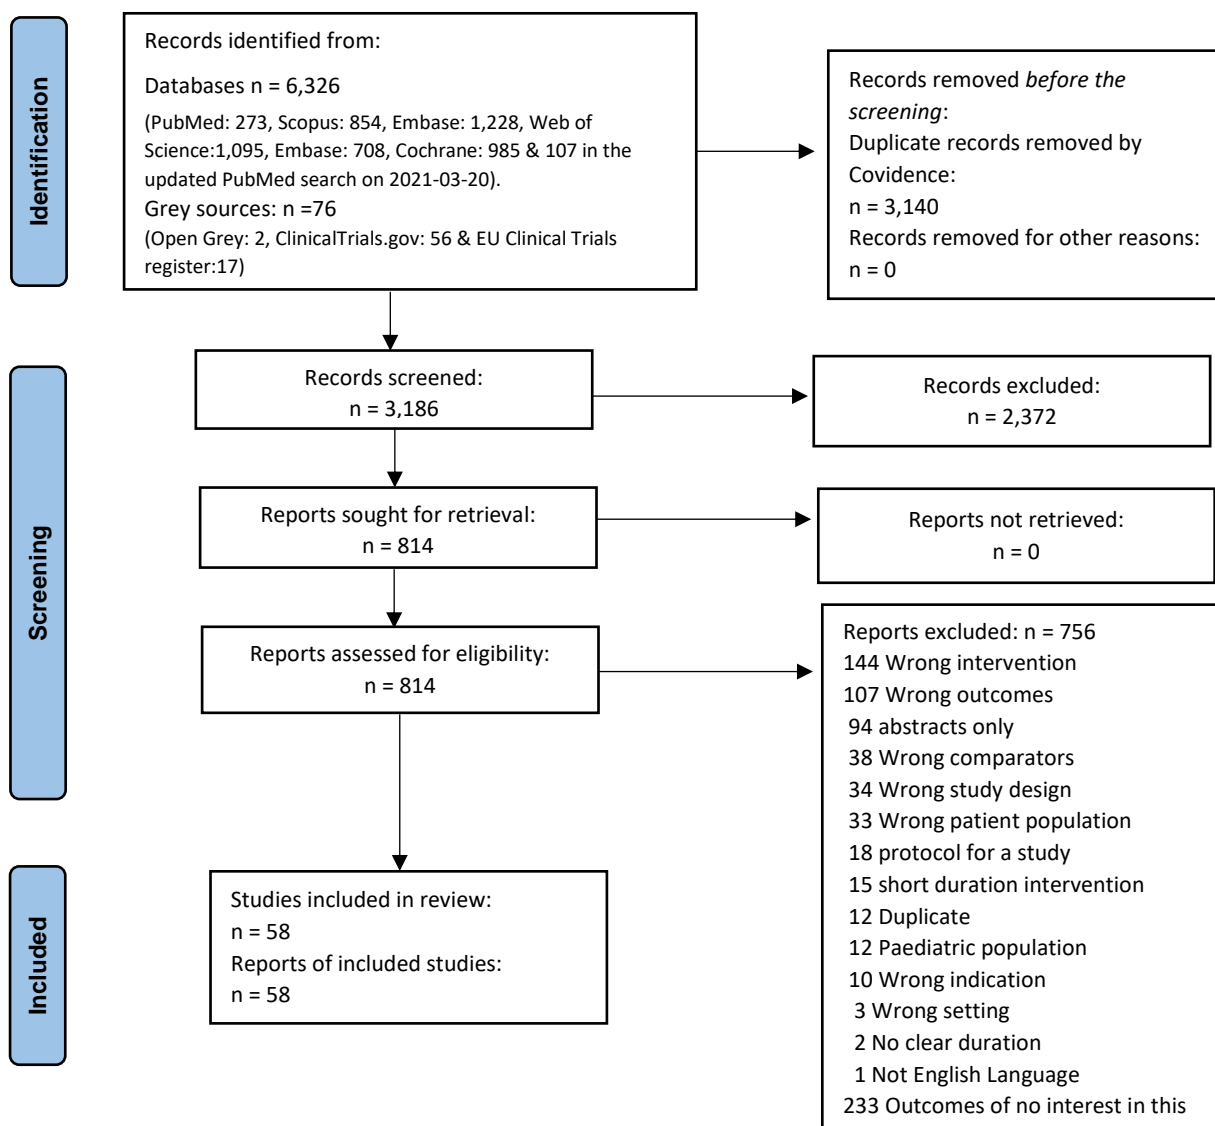 Identification
Records identified from:
Databases n = 6,326
(PubMed: 273, Scopus: 854, Embase: 1,228, Web of
Science:1,095, Embase: 708, Cochrane: 985 & 107 in the
updated PubMed search on 2021-03-20).
Grey sources: n =76
(Open Grey: 2, ClinicalTrials.gov: 56 & EU Clinical Trials
register:17)
Records removed before the
screening:
Duplicate records removed by
Covidence:
n = 3,140
Records removed for other reasons:
n = 0
Screening
Records screened:
n = 3,186
Records excluded:
n = 2,372
Reports sought for retrieval:
n = 814
Reports not retrieved:
n = 0
Reports assessed for eligibility:
n = 814
Reports excluded: n = 756
144 Wrong intervention
107 Wrong outcomes
94 abstracts only
38 Wrong comparators
34 Wrong study design
33 Wrong patient population
18 protocol for a study
15 short duration intervention
12 Duplicate
12 Paediatric population
10 Wrong indication
3 Wrong setting
2 No clear duration
1 Not English Language
233 Outcomes of no interest in this
Included
Studies included in review:
n = 58
Reports of included studies:
n = 58